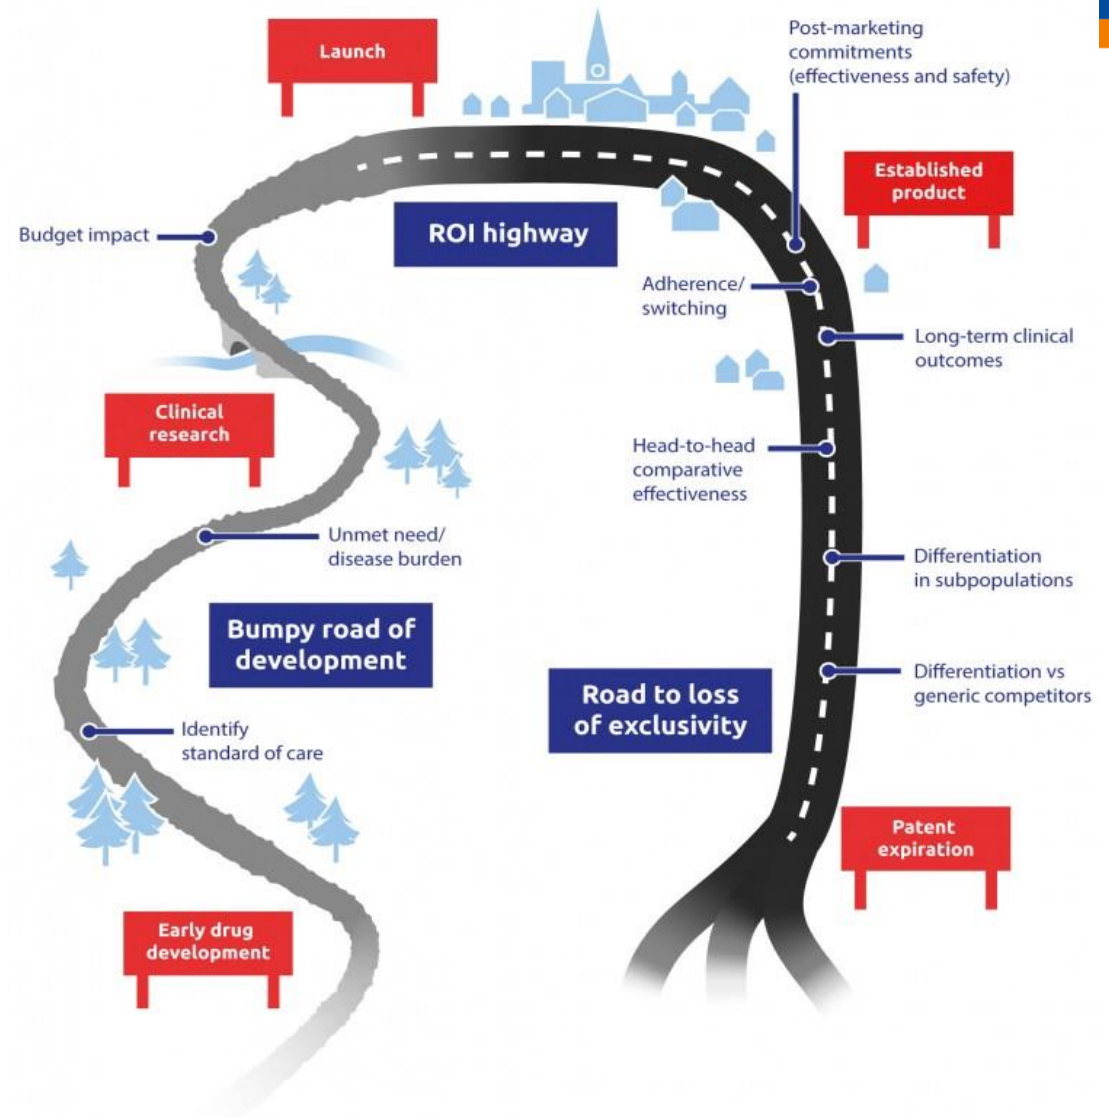 Launch
Post-marketing
commitments
(effectiveness and safety)
Established
product
Budget impact
ROI highway
Adherence/
switching
Long-term clinical
outcomes
Clinical
research
Head-to-head
comparative
effectiveness
Unmet need/
disease burden
Differentiation
in subpopulations
Bumpy road of
development
Road to loss
of exclusivity
Differentiation vs
generic competitors
Identify
standard of care
Patent
expiration
Early drug
development